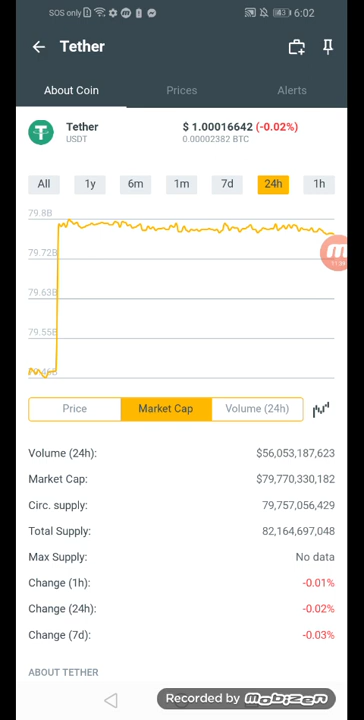 SOS only 43 6:02
Tether
About Coin Prices Alerts
Tether $ 1.00016642 (-0.02%)
USDT 0.00002382 BTC
All 1y 6m 1m 7d 24h 1h
79.8B
79.72B
79.63B
79.55B
79.46B
Price Market Cap Volume (24h)
Volume (24h): $56,053,187,623
Market Cap: $79,770,330,182
Circ. supply: 79,757,056,429
Total Supply: 82,164,697,048
Max Supply: No data
Change (1h): -0.01%
Change (24h): -0.02%
Change (7d): -0.03%
ABOUT TETHER
Recorded by mobizen